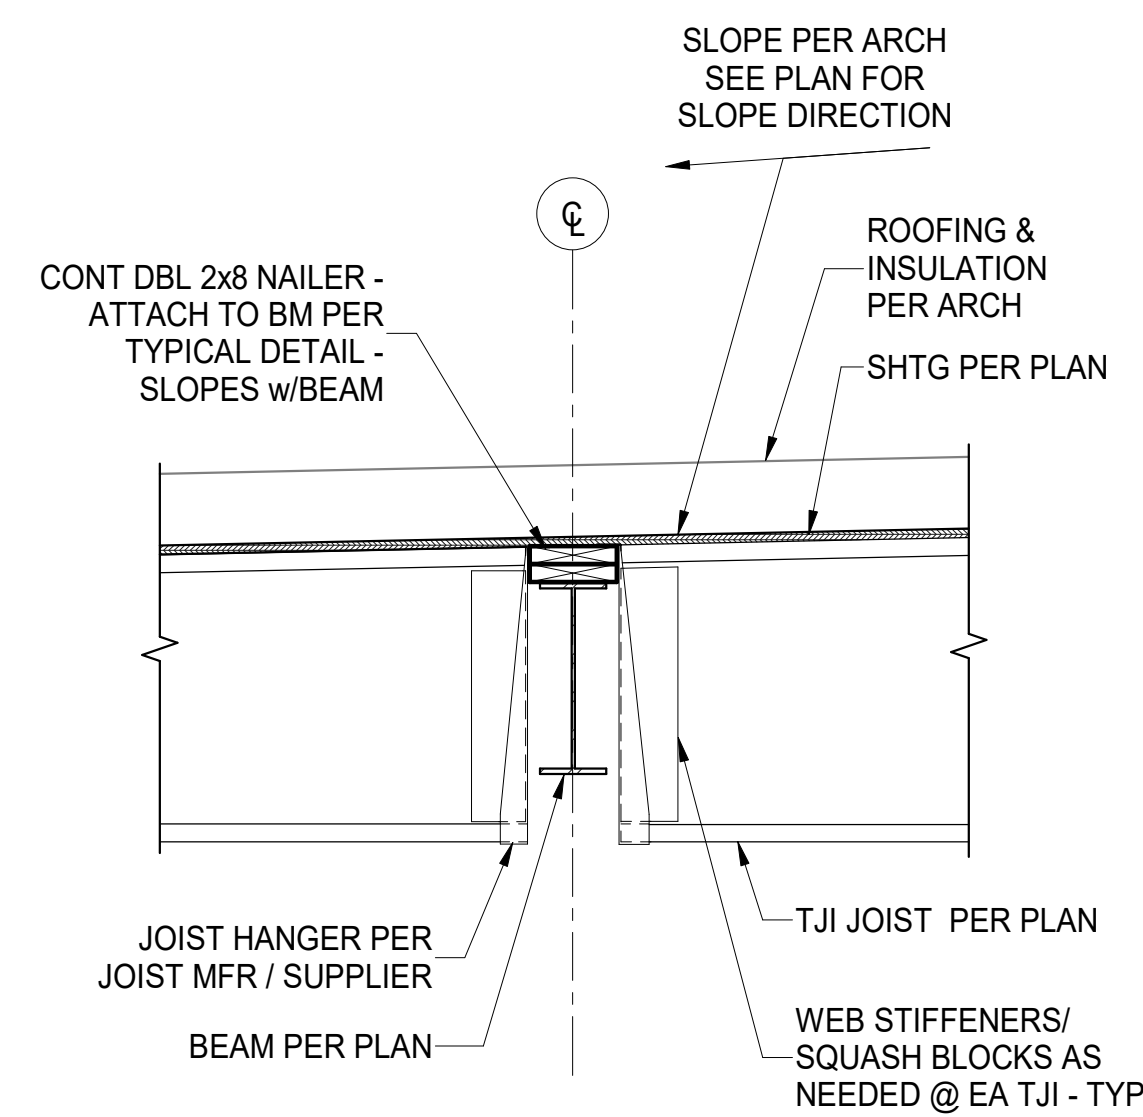 SLOPE PER ARCH
SEE PLAN FOR
SLOPE DIRECTION
℄
ROOFING &
INSULATION
PER ARCH
CONT DBL 2x8 NAILER -
ATTACH TO BM PER
TYPICAL DETAIL -
SLOPES w/BEAM
SHTG PER PLAN
TJI JOIST PER PLAN
JOIST HANGER PER
JOIST MFR / SUPPLIER
BEAM PER PLAN
WEB STIFFENERS/
SQUASH BLOCKS AS
NEEDED @ EA TJI - TYP